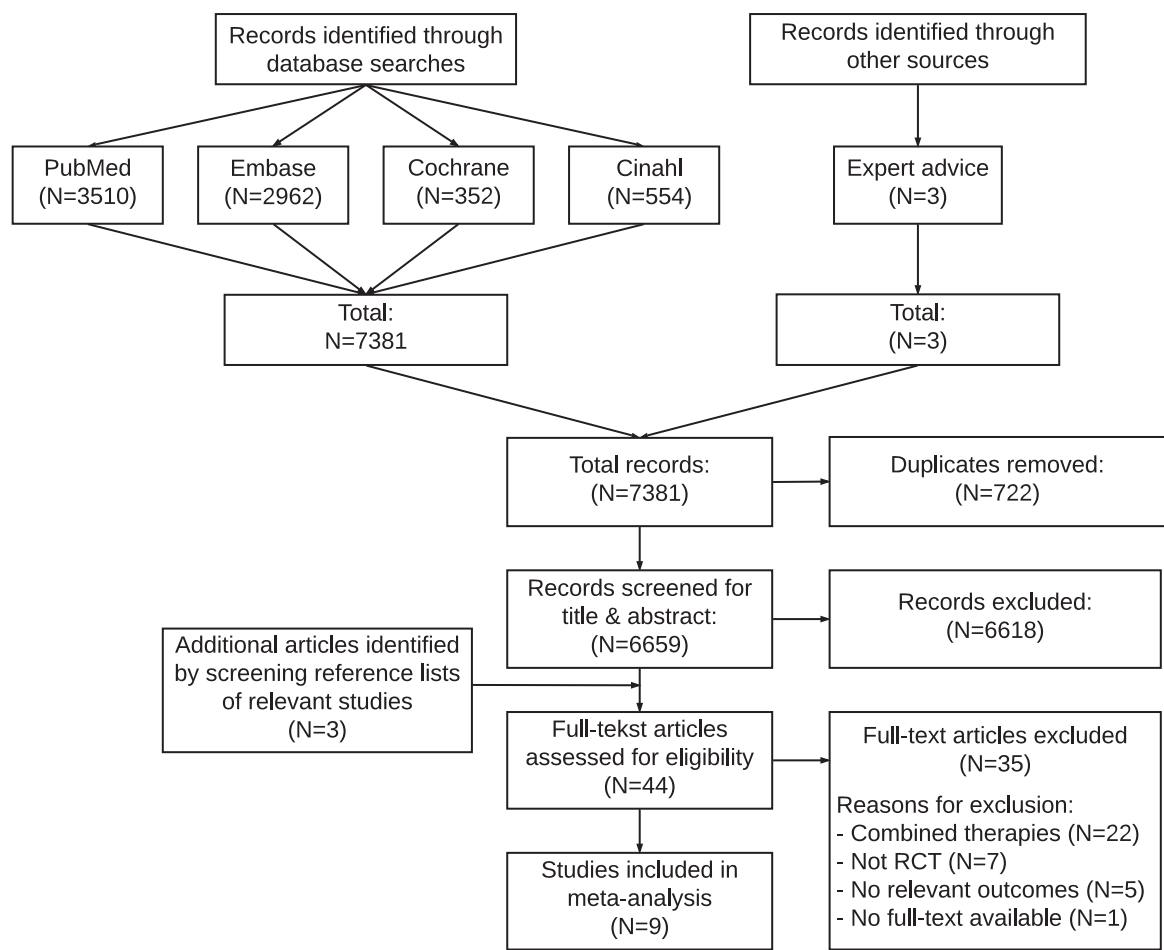 Records identified through
database searches
Records identified through
other sources
PubMed
(N=3510)
Embase
(N=2962)
Cochrane
(N=352)
Cinahl
(N=554)
Expert advice
(N=3)
Total:
N=7381
Total:
(N=3)
Total records:
(N=7381)
Duplicates removed:
(N=722)
Records screened for
title & abstract:
(N=6659)
Records excluded:
(N=6618)
Additional articles identified
by screening reference lists
of relevant studies
(N=3)
Full-tekst articles
assessed for eligibility
(N=44)
Full-text articles excluded
(N=35)
Reasons for exclusion:
- Combined therapies (N=22)
- Not RCT (N=7)
- No relevant outcomes (N=5)
- No full-text available (N=1)
Studies included in
meta-analysis
(N=9)